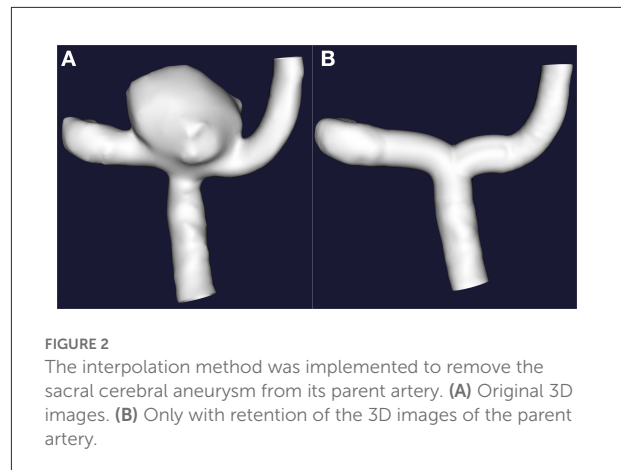 A
B
FIGURE 2
The interpolation method was implemented to remove the
sacral cerebral aneurysm from its parent artery. (A) Original 3D
images. (B) Only with retention of the 3D images of the parent
artery.